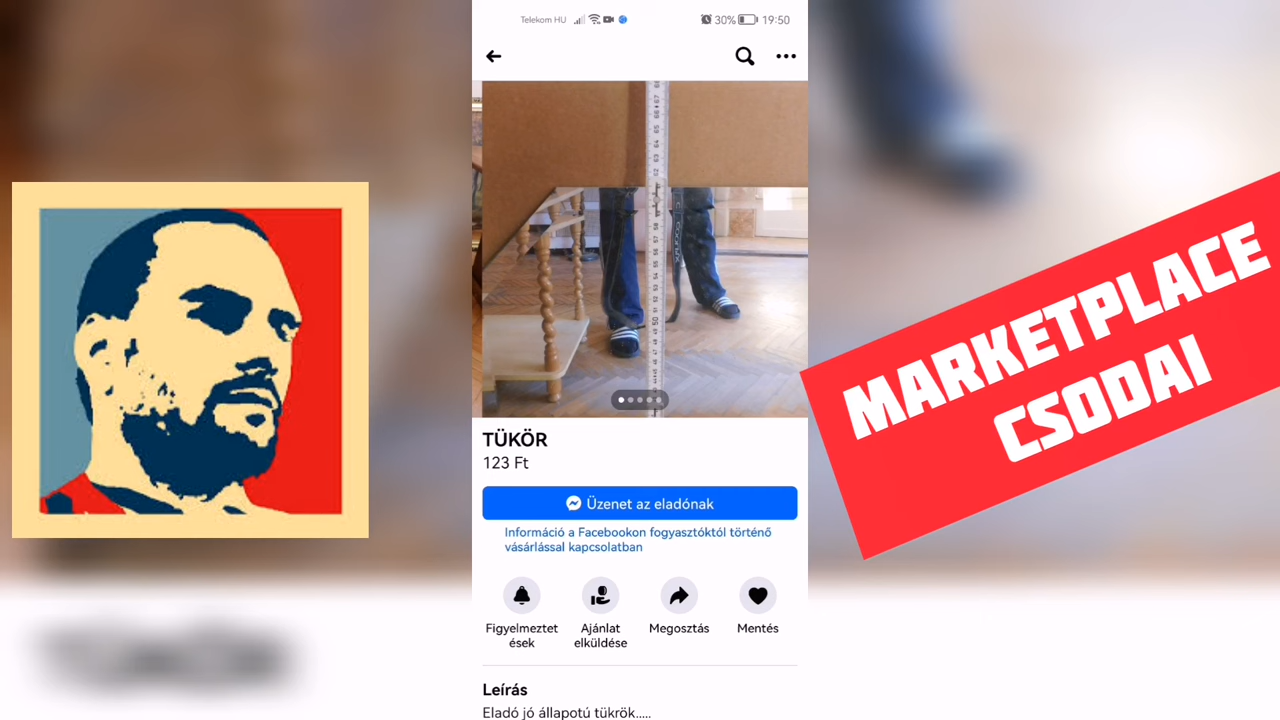 Telekom HU
30%
19:50
TÜKÖR
123 Ft
Üzenet az eladónak
Információ a Facebookon fogyasztóktól történő
vásárlással kapcsolatban
Figyelmeztet
ések
Ajánlat
elküldése
Megosztás
Mentés
Leírás
Eladó jó állapotú tükrök.....
MARKETPLACE
CSODAI